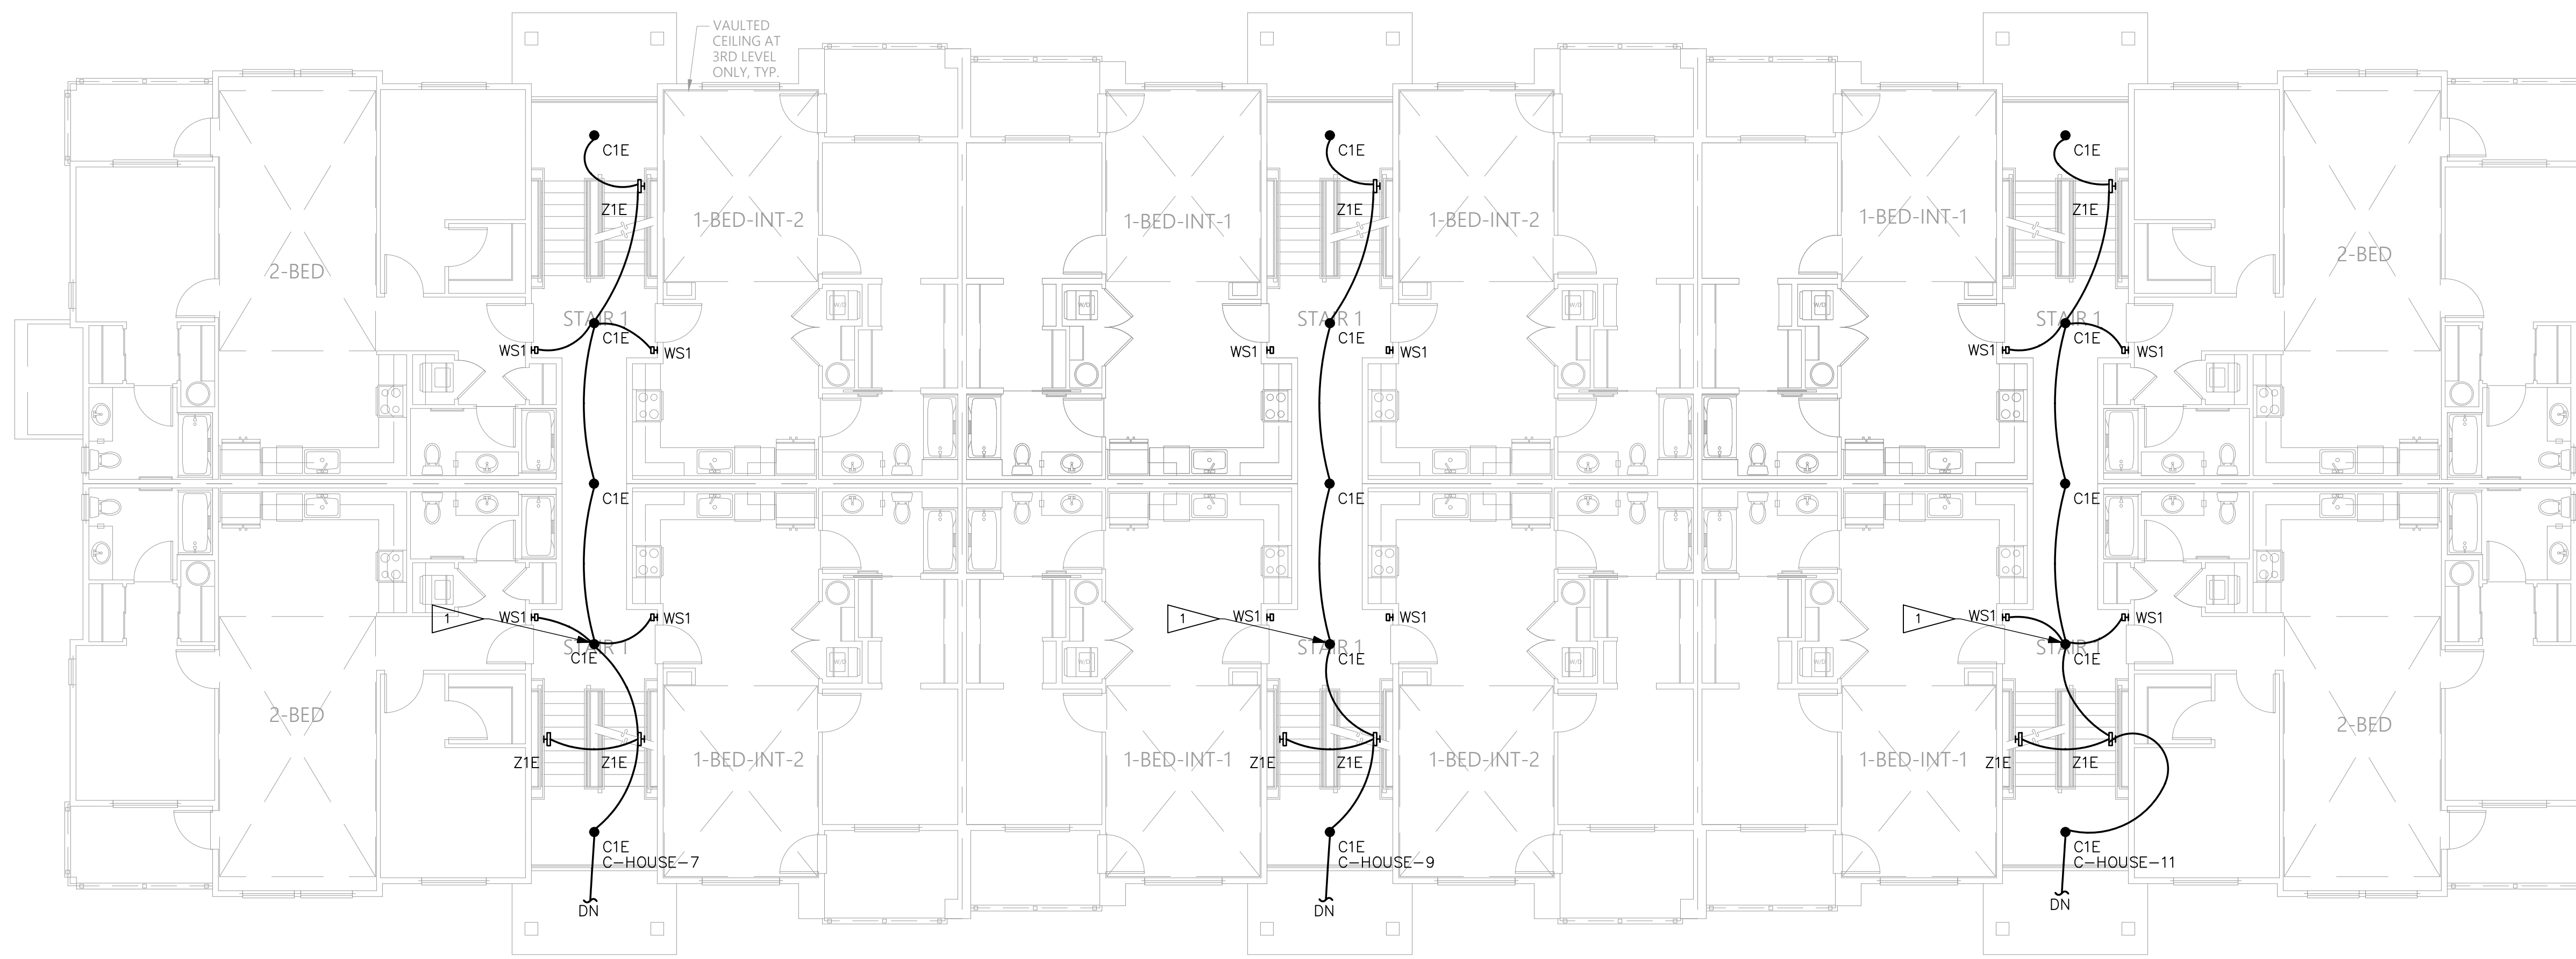 VAULTED
CEILING AT
3RD LEVEL
ONLY, TYP.
C1E
C1E
C1E
Z1E
Z1E
Z1E
1-BED-INT-2
1-BED-INT-1
1-BED-INT-2
1-BED-INT-1
2-BED
2-BED
W/D
W/D
W/D
W/D
STAIR 1
STAIR 1
STAIR 1
C1E
C1E
C1E
WS1
WS1
WS1
WS1
WS1
WS1
C1E
C1E
C1E
1
WS1
WS1
1
WS1
WS1
1
WS1
WS1
STAIR 1
STAIR 1
STAIR 1
C1E
C1E
C1E
W/D
W/D
W/D
W/D
2-BED
2-BED
Z1E
Z1E
1-BED-INT-2
1-BED-INT-1
Z1E
Z1E
1-BED-INT-2
1-BED-INT-1
Z1E
Z1E
C1E
C-HOUSE-7
C1E
C-HOUSE-9
C1E
C-HOUSE-11
DN
DN
DN